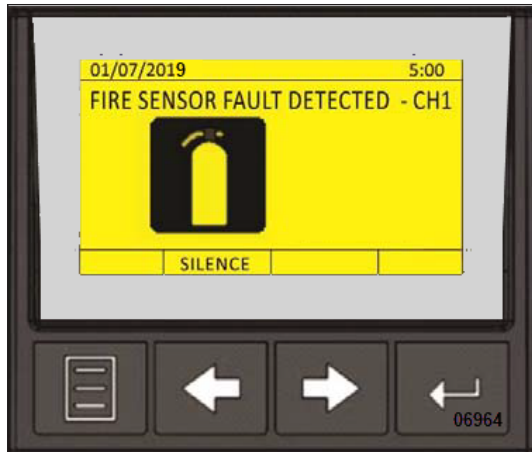 01/07/2019 5:00
FIRE SENSOR FAULT DETECTED - CH1
SILENCE
06964